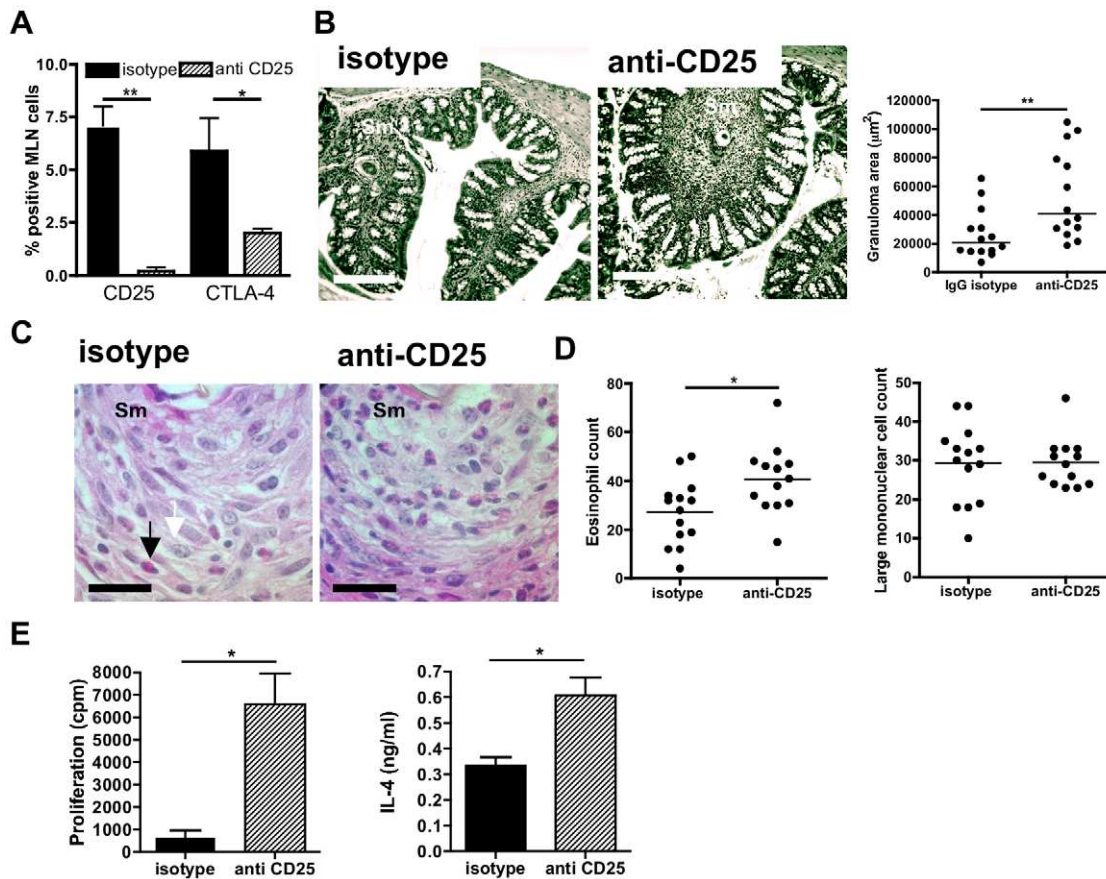 A
% positive MLN cells
10.0
7.5
5.0
2.5
0.0
isotype
anti CD25
**
*
CD25
CTLA-4
B
isotype
anti-CD25
Sm
Sm
Granuloma area (μm²)
120000
100000
80000
60000
40000
20000
0
**
IgG isotype
anti-CD25
C
isotype
anti-CD25
Sm
Sm
D
Eosinophil count
80
60
40
20
0
*
isotype
anti-CD25
Large mononuclear cell count
50
40
30
20
10
0
isotype
anti-CD25
E
Proliferation (cpm)
8000
7000
6000
5000
4000
3000
2000
1000
0
*
isotype
anti CD25
IL-4 (ng/ml)
0.7
0.6
0.5
0.4
0.3
0.2
0.1
0.0
*
isotype
anti CD25